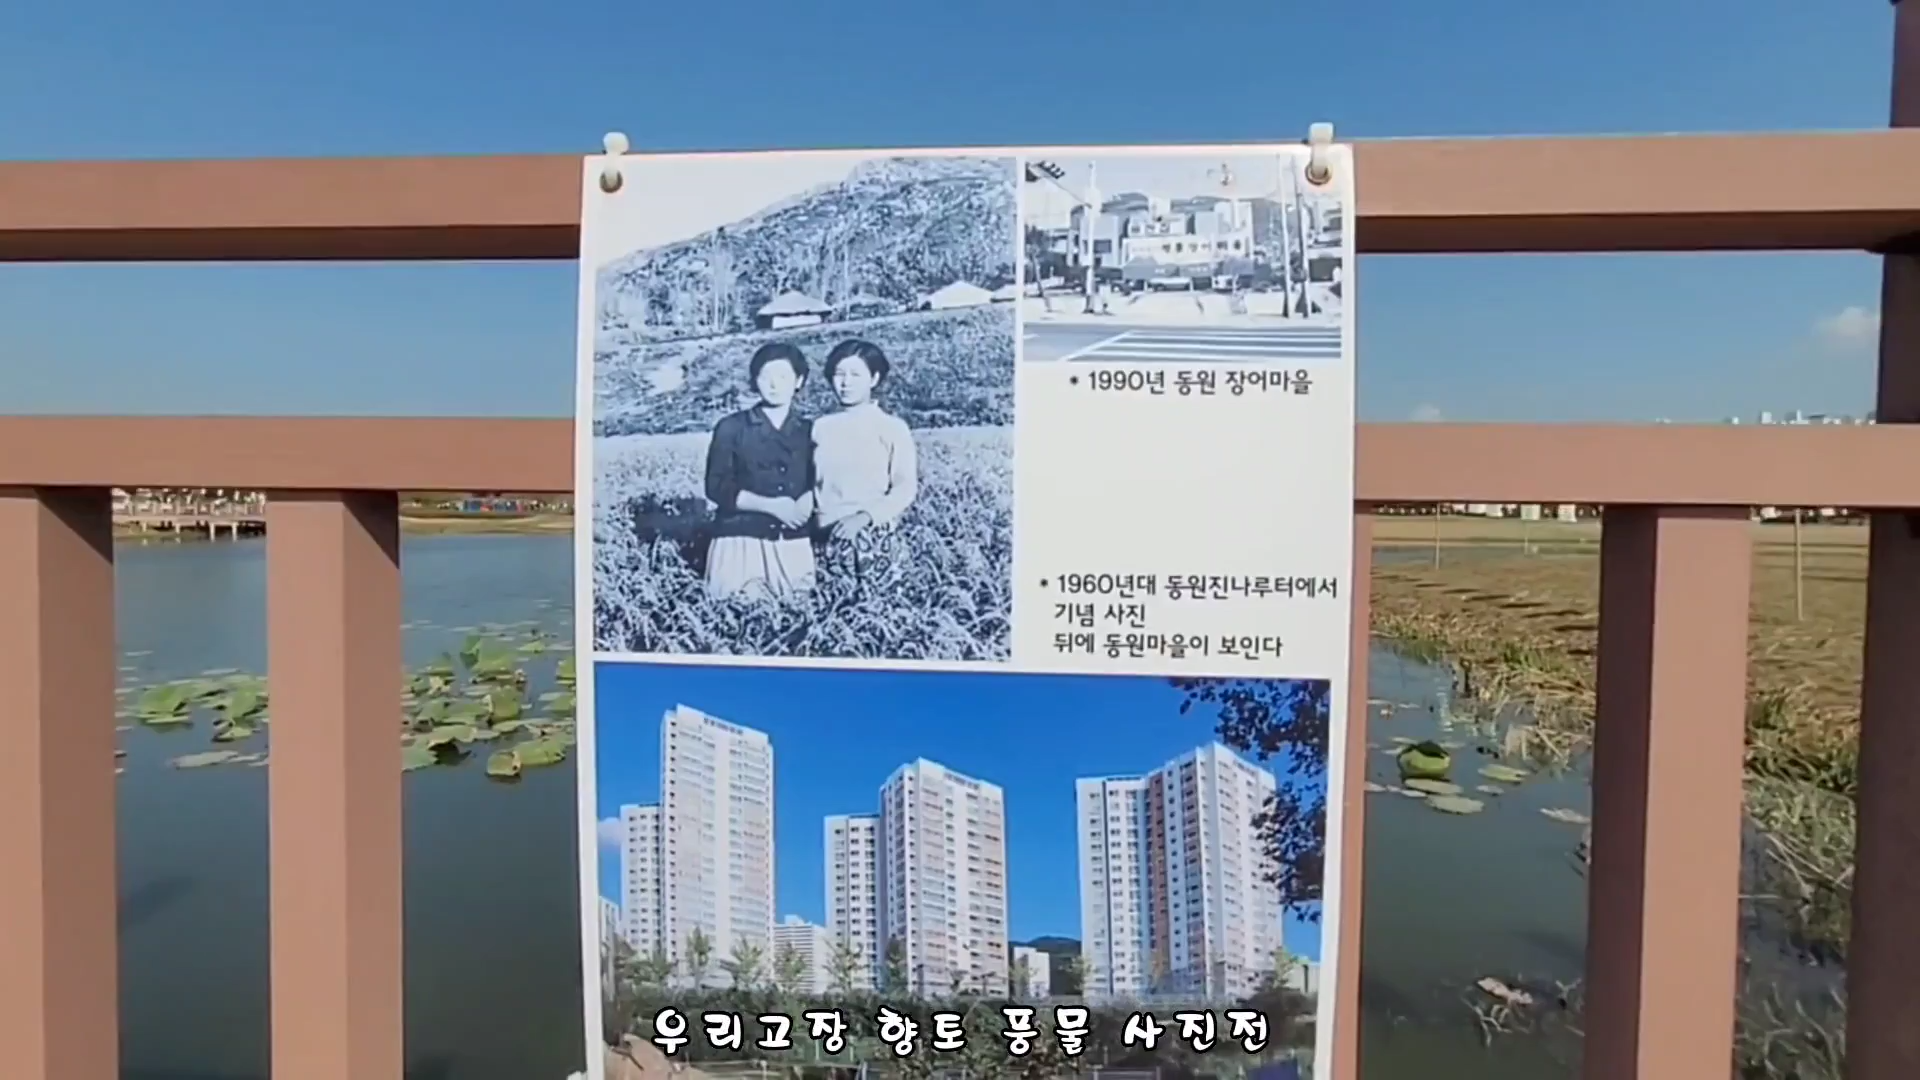 * 1990년 동원 장어마을
* 1960년대 동원진나루터에서
기념 사진
뒤에 동원마을이 보인다
우리고장 향토 풍물 사진전